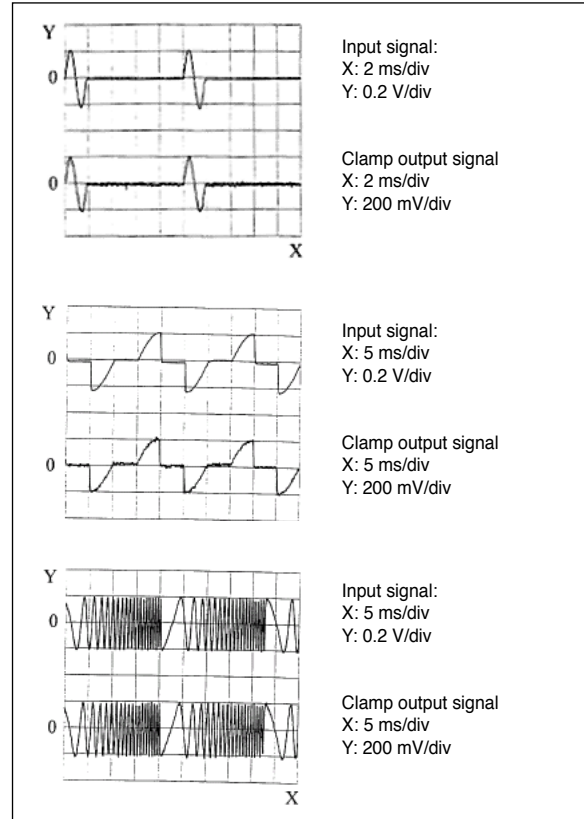 Y
0
Input signal:
X: 2 ms/div
Y: 0.2 V/div
0
Clamp output signal
X: 2 ms/div
Y: 200 mV/div
X
Y
0
Input signal:
X: 5 ms/div
Y: 0.2 V/div
0
Clamp output signal
X: 5 ms/div
Y: 200 mV/div
Y
0
Input signal:
X: 5 ms/div
Y: 0.2 V/div
0
Clamp output signal
X: 5 ms/div
Y: 200 mV/div
X